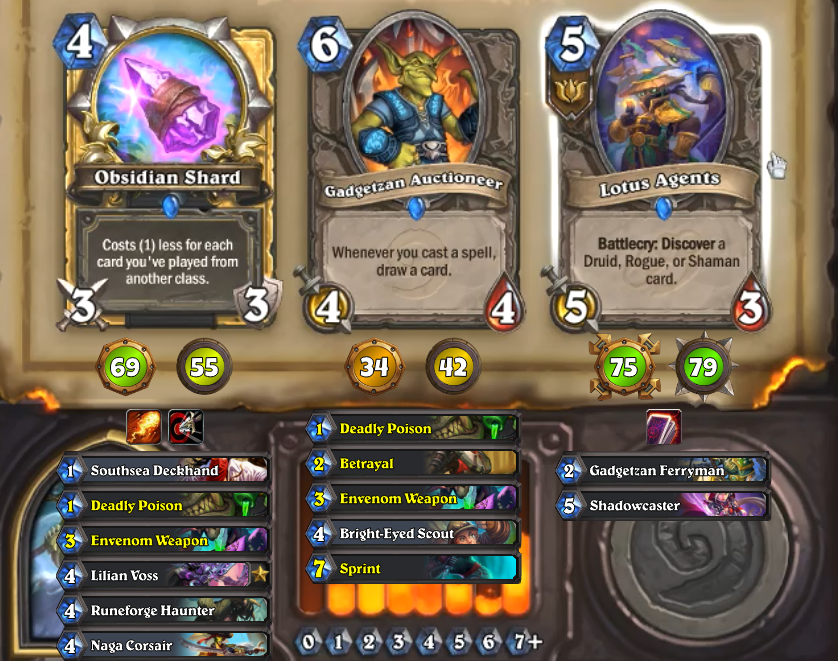 4
6
5
Obsidian Shard
Gadgetzan Auctioneer
Lotus Agents
Costs (1) less for each
card you've played from
another class.
Whenever you cast a spell,
draw a card.
Battlecry: Discover a
Druid, Rogue, or Shaman
card.
3
3
4
4
5
3
69
55
34
42
75
79
1 Southsea Deckhand
1 Deadly Poison
3 Envenom Weapon
4 Lilian Voss
4 Runeforge Haunter
4 Naga Corsair
1 Deadly Poison
2 Betrayal
3 Envenom Weapon
4 Bright-Eyed Scout
7 Sprint
0 1 2 3 4 5 6 7+
2 Gadgetzan Ferryman
5 Shadowcaster